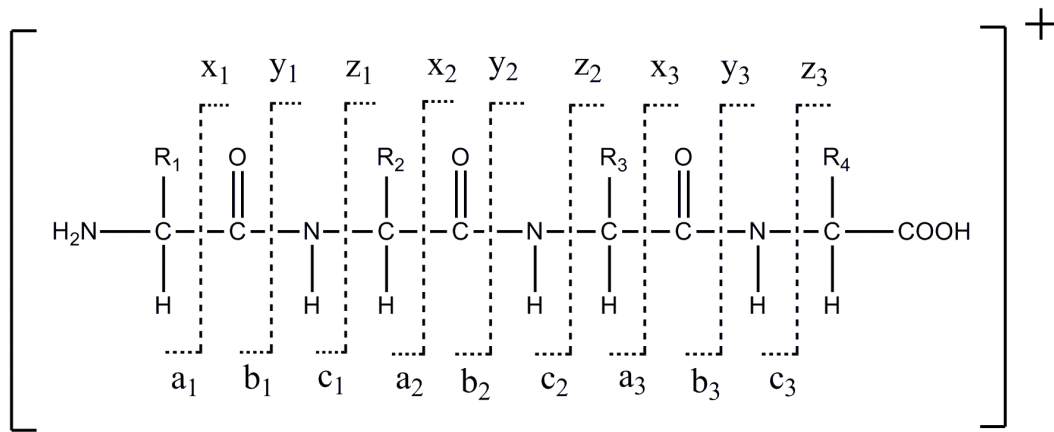 +
x₁ y₁ z₁ x₂ y₂ z₂ x₃ y₃ z₃
R₁ O R₂ O R₃ O R₄
H₂N C C N C C N C C N C COOH
H H H H H H H
a₁ b₁ c₁ a₂ b₂ c₂ a₃ b₃ c₃